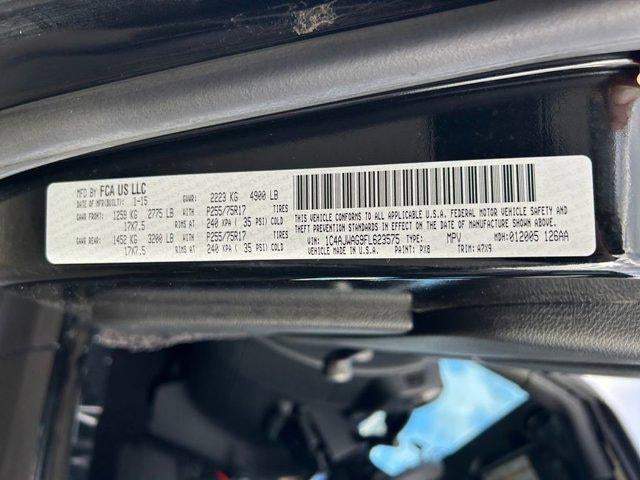 MFD BY FCA US LLC
DATE OF MFR(BUILT): 1-15 GVWR: 2223 KG 4900 LB
GAWR FRONT: 1259 KG 2775 LB WITH P255/75R17 TIRES
17X7.5 RIMS AT 240 KPA ( 35 PSI) COLD
GAWR REAR: 1452 KG 3200 LB WITH P255/75R17 TIRES
17X7.5 RIMS AT 240 KPA ( 35 PSI) COLD
THIS VEHICLE CONFORMS TO ALL APPLICABLE U.S.A. FEDERAL MOTOR VEHICLE SAFETY AND
THEFT PREVENTION STANDARDS IN EFFECT ON THE DATE OF MANUFACTURE SHOWN ABOVE.
1C4AJWAG9FL623575 TYPE: MPV MDH:012005 126AA
VEHICLE MADE IN U.S.A. PAINT: PX8 TRIM: A7X9